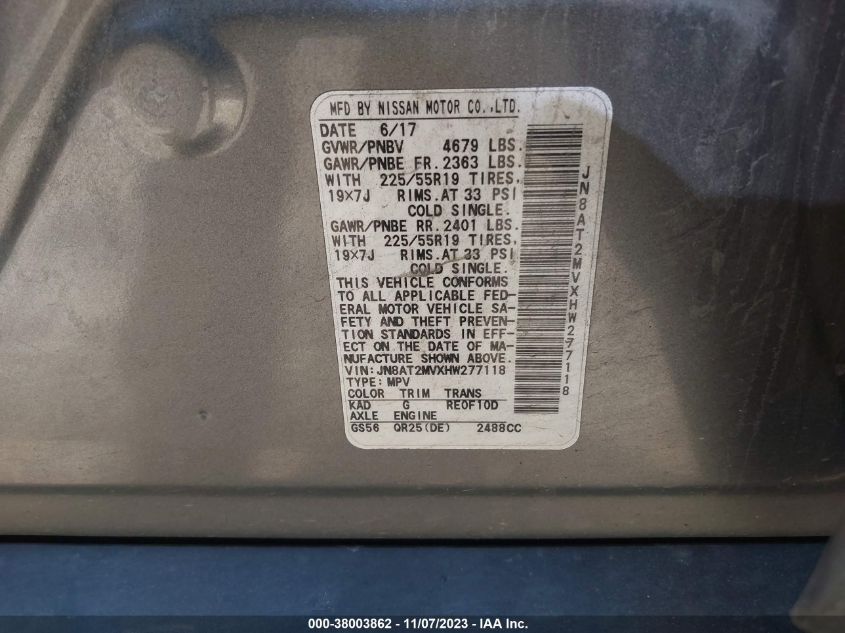 MFD BY NISSAN MOTOR CO.,LTD.
DATE 6/17
GVWR/PNBV 4679 LBS.
GAWR/PNBE FR. 2363 LBS.
WITH 225/55R19 TIRES,
19×7J RIMS.AT 33 PSI
COLD SINGLE.
GAWR/PNBE RR. 2401 LBS.
WITH 225/55R19 TIRES,
19×7J RIMS.AT 33 PSI
COLD SINGLE.
THIS VEHICLE CONFORMS
TO ALL APPLICABLE FED-
ERAL MOTOR VEHICLE SA-
FETY AND THEFT PREVEN-
TION STANDARDS IN EFF-
ECT ON THE DATE OF MA-
NUFACTURE SHOWN ABOVE.
VIN: JN8AT2MVXHW277118
TYPE: MPV
COLOR TRIM TRANS
KAD G RE0F10D
AXLE ENGINE
GS56 QR25(DE) 2488CC
JN8AT2MVXHW277118
000-38003862 - 11/07/2023 - IAA Inc.